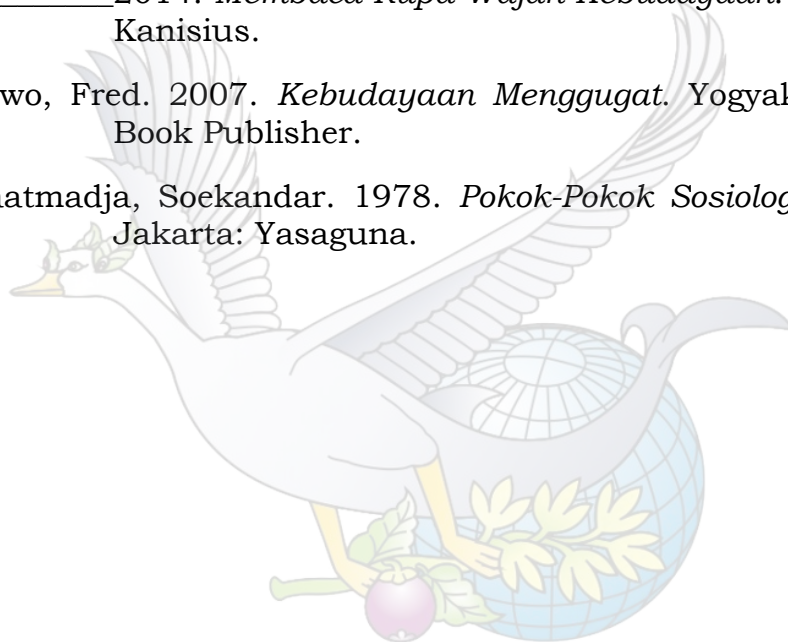 2014. Membaca Rupa Wujah Kebudayaan.
Kanisius.
wo, Fred. 2007. Kebudayaan Menggugat. Yogyak
Book Publisher.
atmadja, Soekandar. 1978. Pokok-Pokok Sosiolog
Jakarta: Yasaguna.